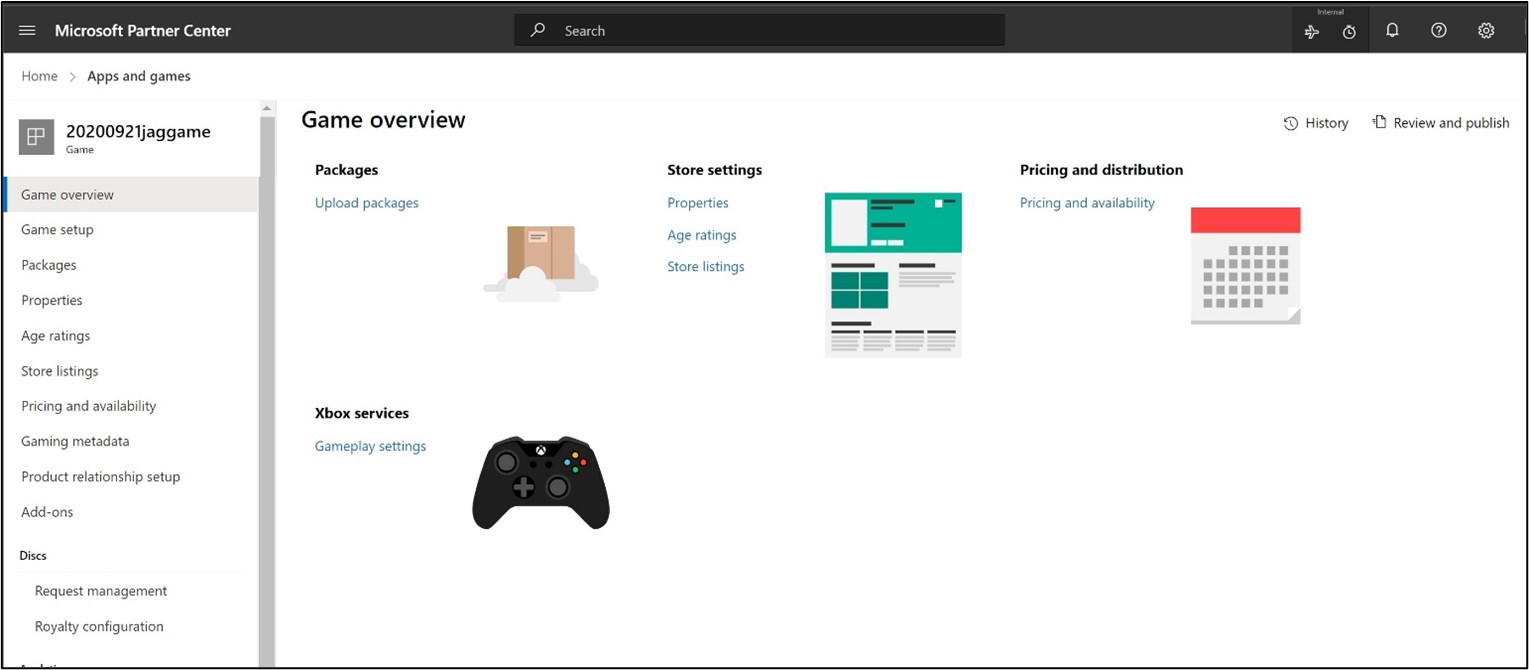 Microsoft Partner Center
Search
Internal
Home > Apps and games
20200921jaggame
Game
Game overview
Game setup
Packages
Properties
Age ratings
Store listings
Pricing and availability
Gaming metadata
Product relationship setup
Add-ons
Discs
Request management
Royalty configuration
Game overview
History
Review and publish
Packages
Upload packages
Store settings
Properties
Age ratings
Store listings
Pricing and distribution
Pricing and availability
Xbox services
Gameplay settings